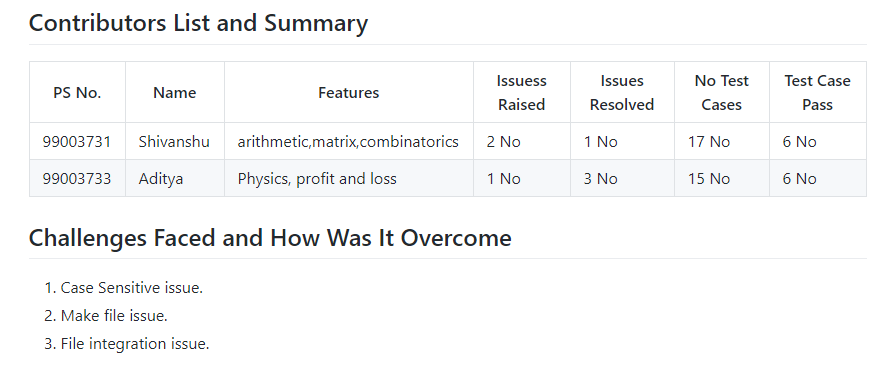 Contributors List and Summary
PS No. Name Features Issuess Raised Issues Resolved No Test Cases Test Case Pass
99003731 Shivanshu arithmetic,matrix,combinatorics 2 No 1 No 17 No 6 No
99003733 Aditya Physics, profit and loss 1 No 3 No 15 No 6 No
Challenges Faced and How Was It Overcome
1. Case Sensitive issue.
2. Make file issue.
3. File integration issue.